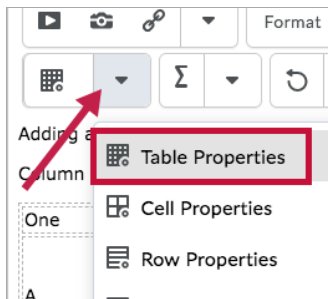 Format
Σ
Adding a
Table Properties
Column
Cell Properties
One
Row Properties
A